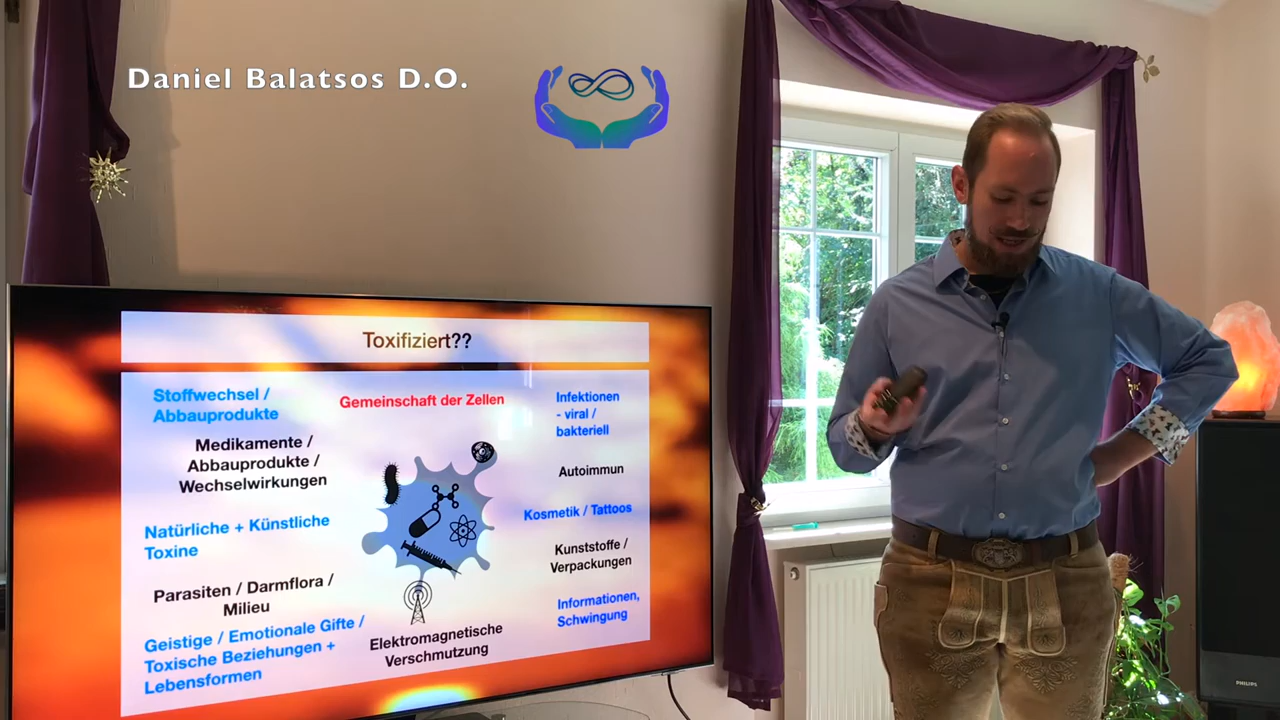 Daniel Balatsos D.O.
Toxifiziert??
Stoffwechsel /
Abbauprodukte
Gemeinschaft der Zellen
Infektionen
- viral /
bakteriell
Medikamente /
Abbauprodukte /
Wechselwirkungen
Autoimmun
Natürliche + Künstliche
Toxine
Kosmetik / Tattoos
Kunststoffe /
Verpackungen
Parasiten / Darmflora /
Milieu
Informationen,
Schwingung
Geistige / Emotionale Gifte /
Toxische Beziehungen +
Lebensformen
Elektromagnetische
Verschmutzung
PHILIPS